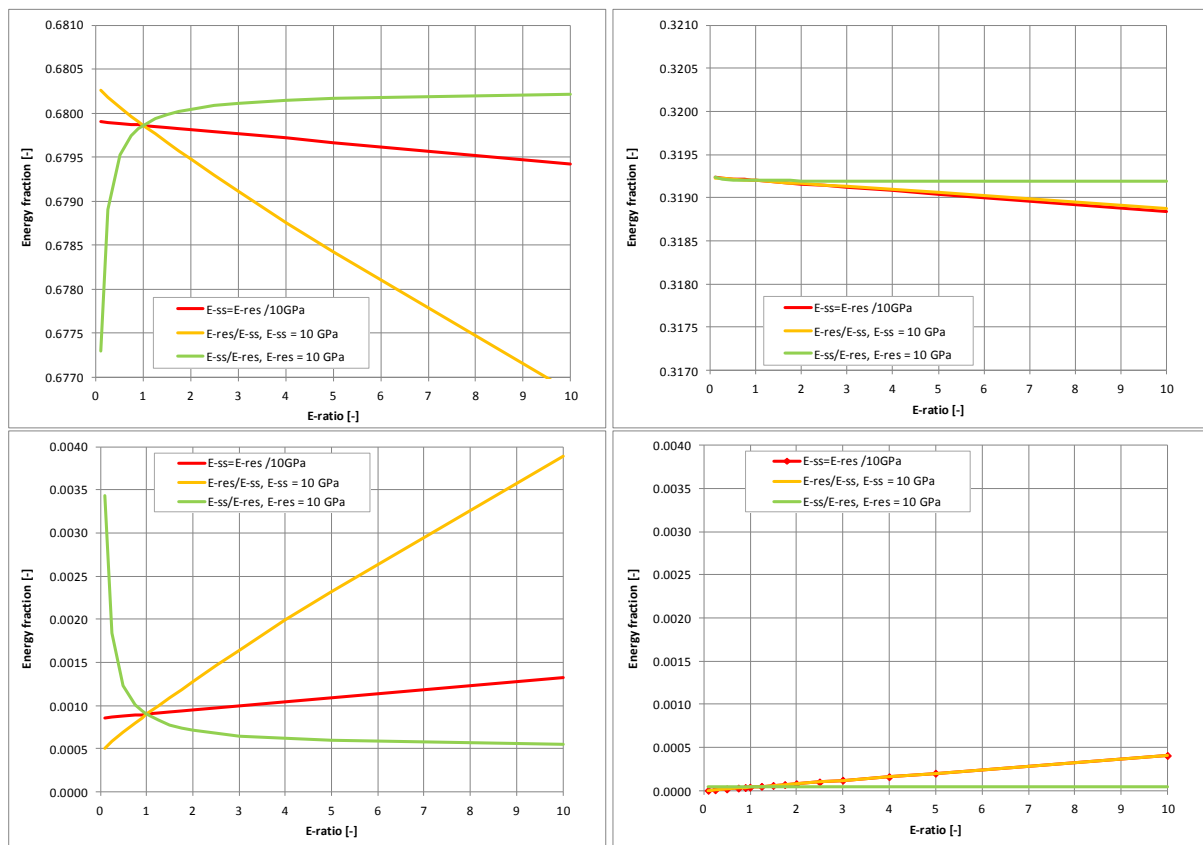 0.6810
0.6805
0.6800
0.6795
0.6790
0.6785
0.6780
0.6775
0.6770
Energy fraction [-]
E-ss=E-res /10GPa
E-res/E-ss, E-ss = 10 GPa
E-ss/E-res, E-res = 10 GPa
0 1 2 3 4 5 6 7 8 9 10
E-ratio [-]
0.3210
0.3205
0.3200
0.3195
0.3190
0.3185
0.3180
0.3175
0.3170
Energy fraction [-]
E-ss=E-res /10GPa
E-res/E-ss, E-ss = 10 GPa
E-ss/E-res, E-res = 10 GPa
0 1 2 3 4 5 6 7 8 9 10
E-ratio [-]
0.0040
0.0035
0.0030
0.0025
0.0020
0.0015
0.0010
0.0005
0.0000
Energy fraction [-]
E-ss=E-res /10GPa
E-res/E-ss, E-ss = 10 GPa
E-ss/E-res, E-res = 10 GPa
0 1 2 3 4 5 6 7 8 9 10
E-ratio [-]
0.0040
0.0035
0.0030
0.0025
0.0020
0.0015
0.0010
0.0005
0.0000
Energy fraction [-]
E-ss=E-res /10GPa
E-res/E-ss, E-ss = 10 GPa
E-ss/E-res, E-res = 10 GPa
0 1 2 3 4 5 6 7 8 9 10
E-ratio [-]